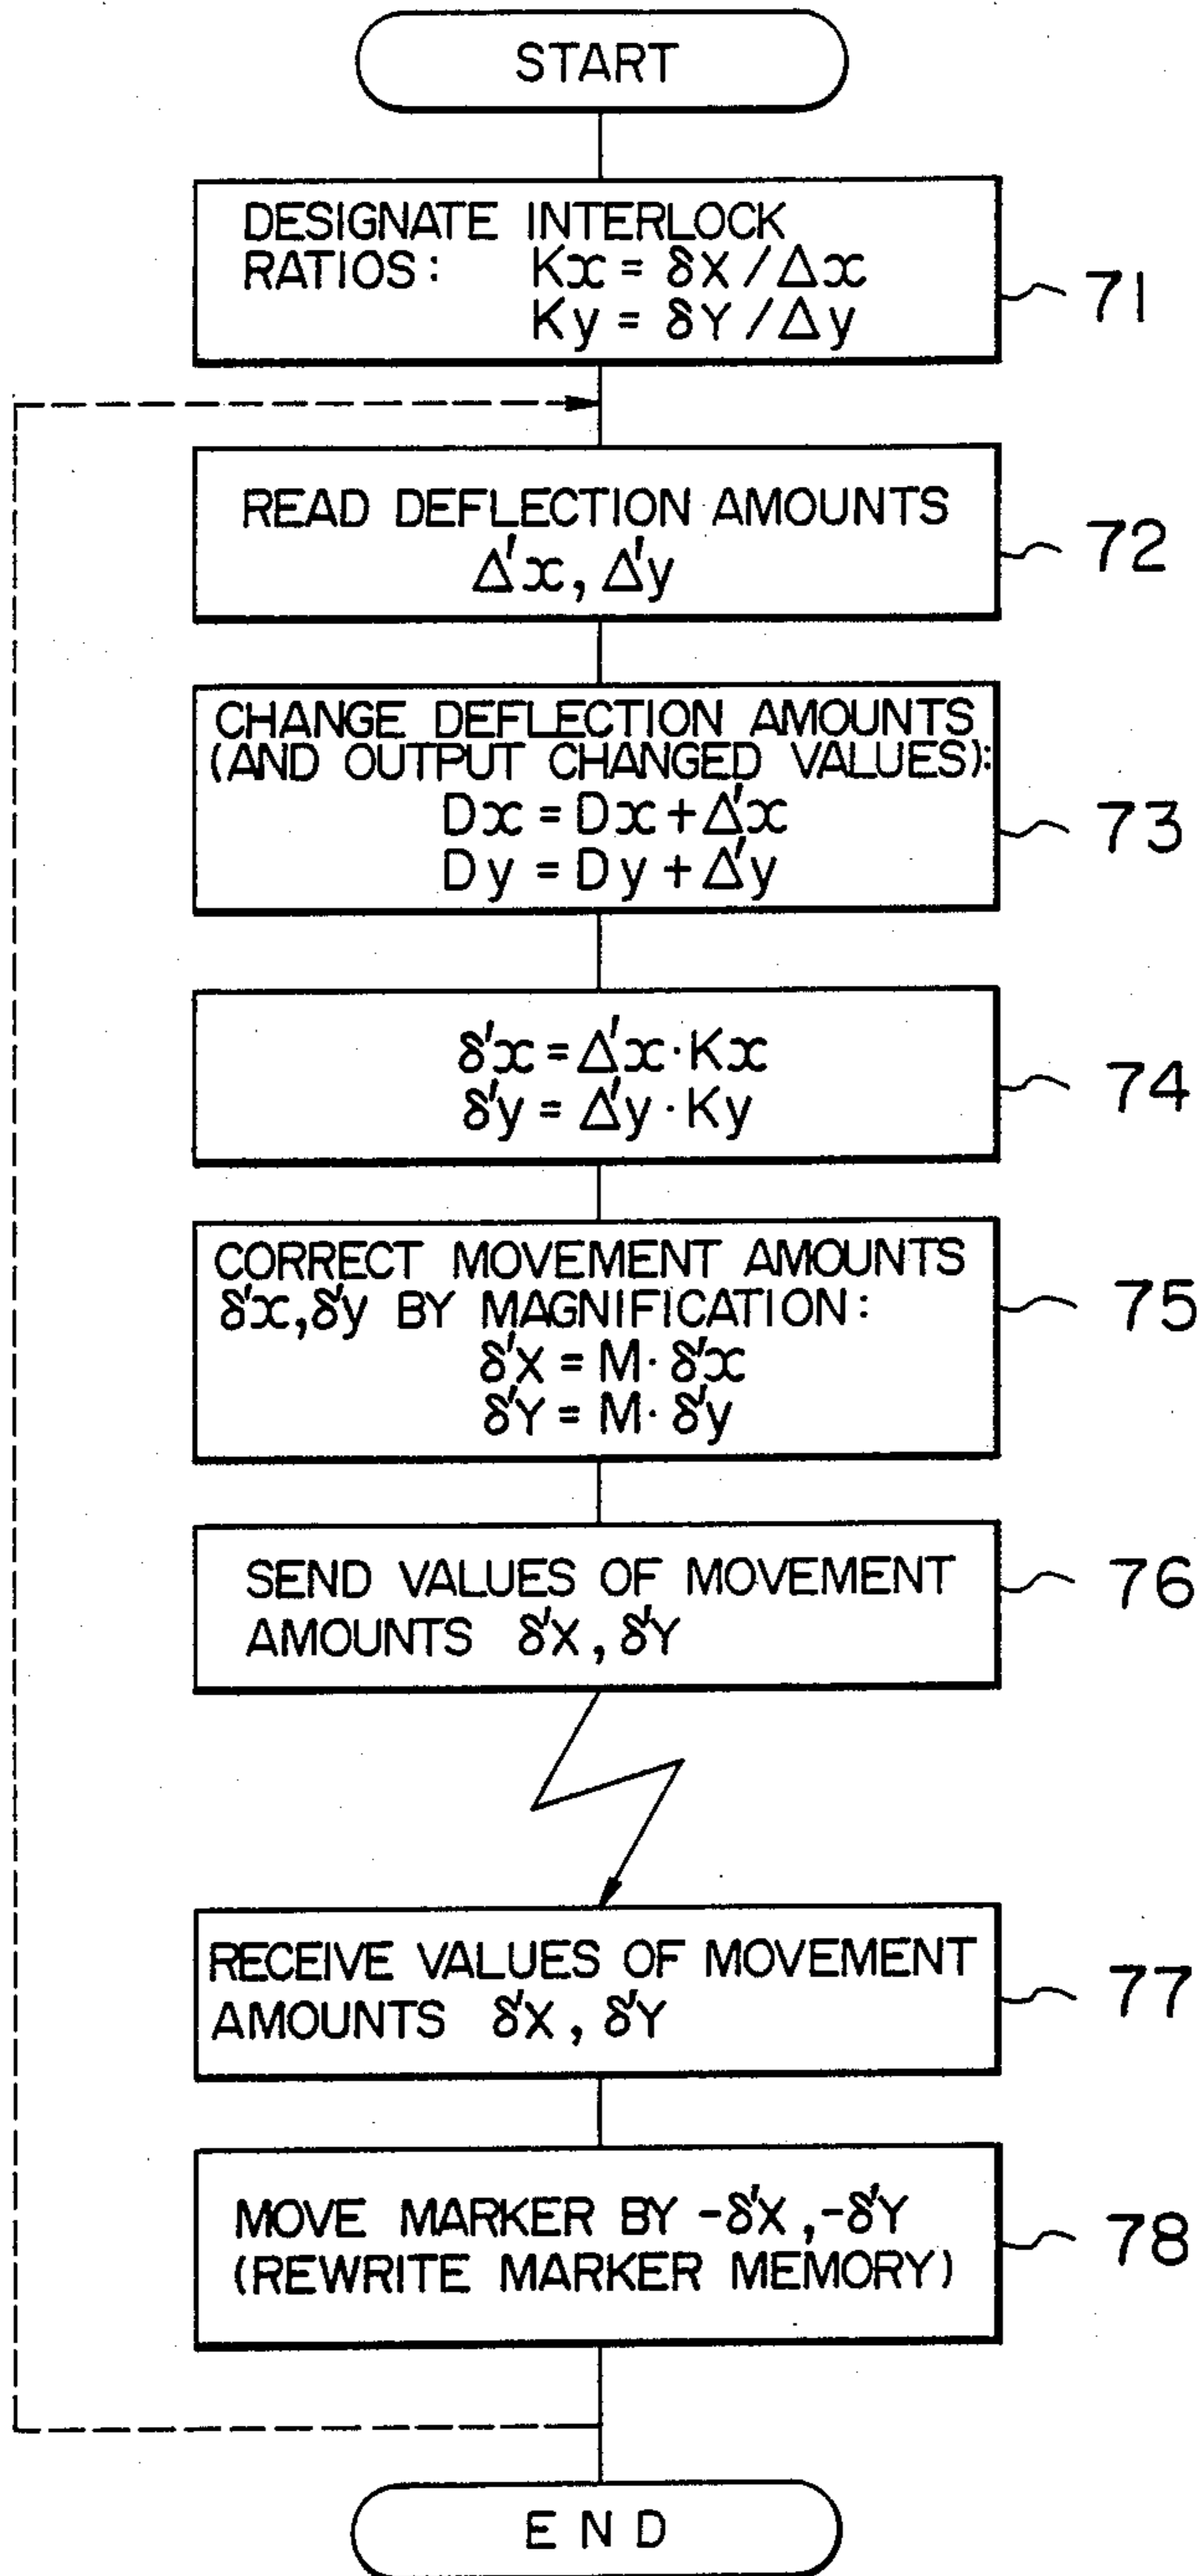 START
DESIGNATE INTERLOCK
RATIOS: Kx = δX/Δx
Ky = δY/Δy
71
READ DEFLECTION AMOUNTS
Δ'x, Δ'y
72
CHANGE DEFLECTION AMOUNTS
(AND OUTPUT CHANGED VALUES):
Dx = Dx + Δ'x
Dy = Dy + Δ'y
73
δ'x = Δ'x · Kx
δ'y = Δ'y · Ky
74
CORRECT MOVEMENT AMOUNTS
δ'x, δ'y BY MAGNIFICATION:
δ'X = M · δ'x
δ'Y = M · δ'y
75
SEND VALUES OF MOVEMENT
AMOUNTS δ'X, δ'Y
76
RECEIVE VALUES OF MOVEMENT
AMOUNTS δ'X, δ'Y
77
MOVE MARKER BY -δ'X, -δ'Y
(REWRITE MARKER MEMORY)
78
END